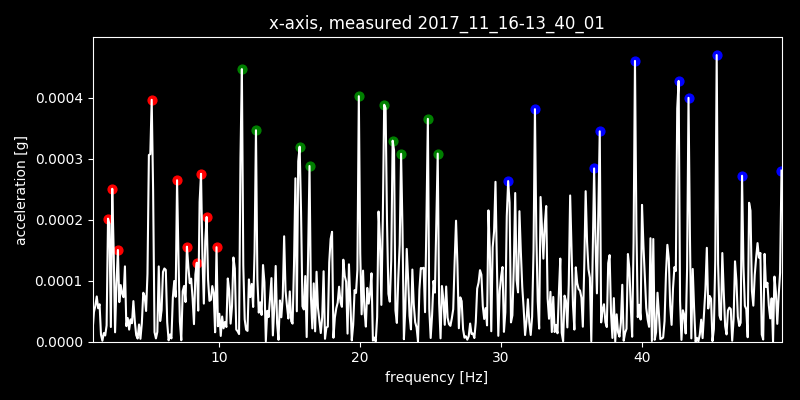 x-axis, measured 2017_11_16-13_40_01
acceleration [g]
0.0004
0.0003
0.0002
0.0001
0.0000
10 20 30 40
frequency [Hz]